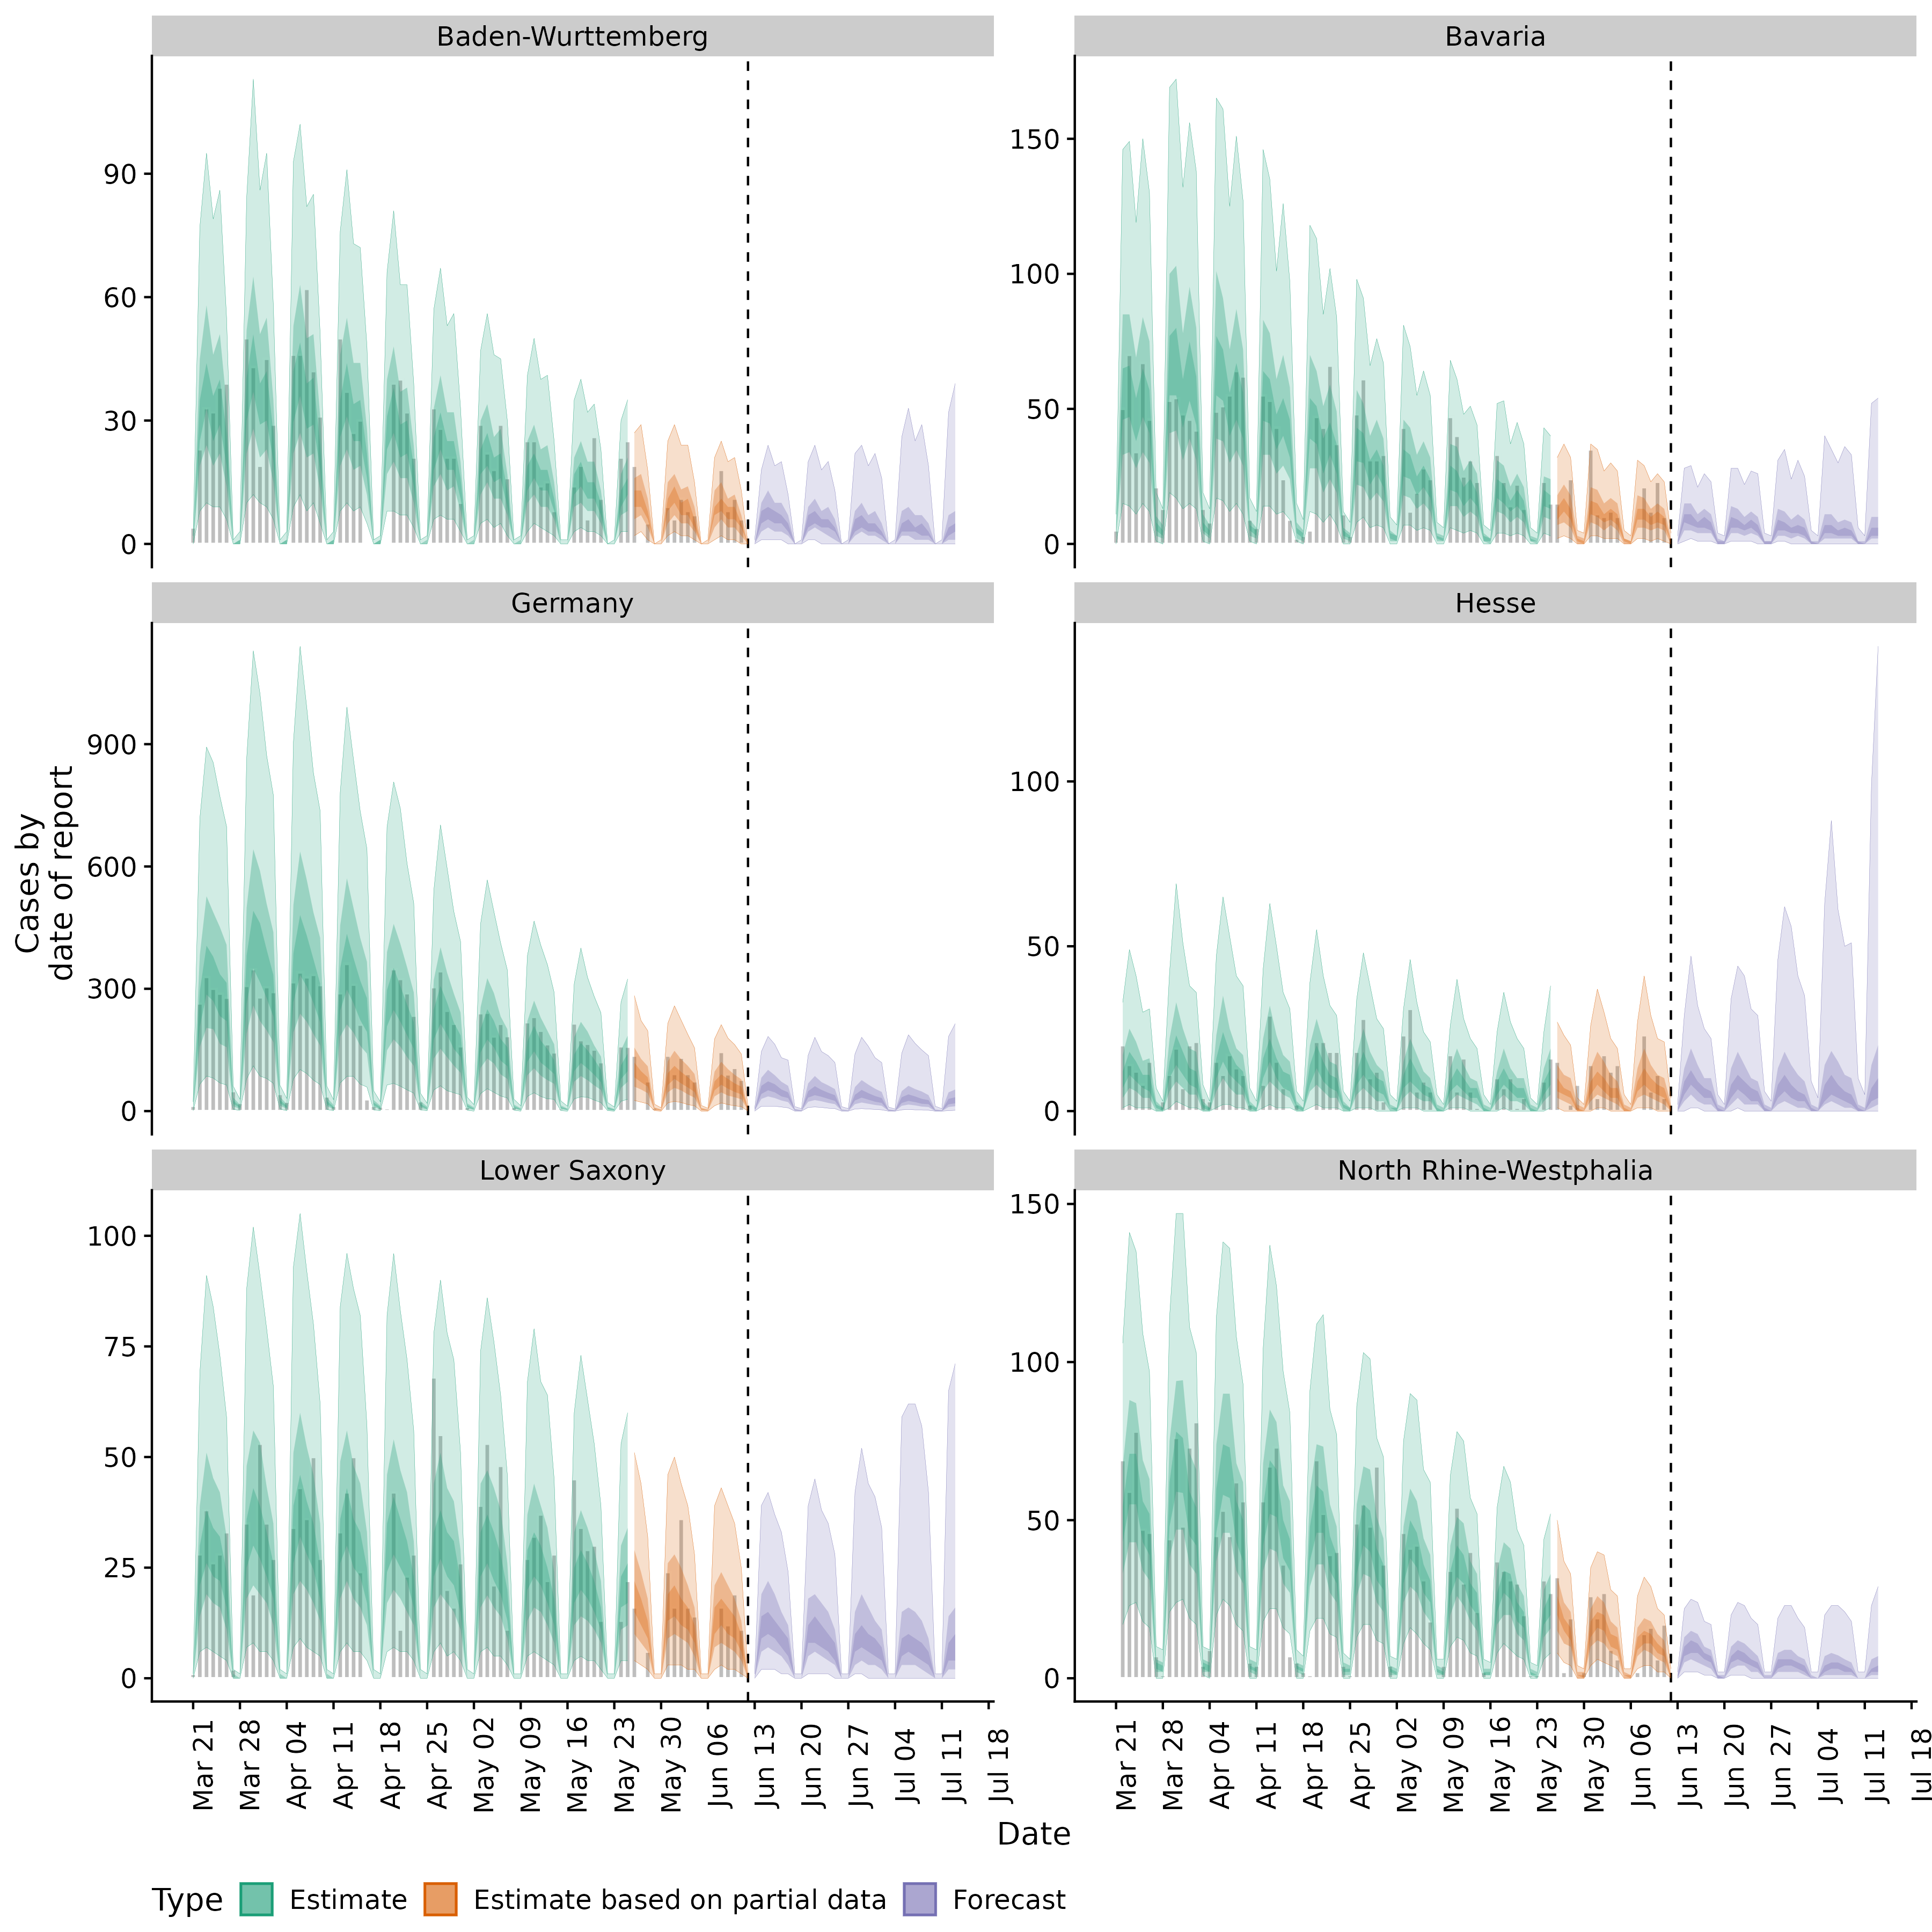 Baden-Wurttemberg
Bavaria
90
60
30
0
150
100
50
0
Germany
Hesse
900
600
300
0
100
50
0
Cases by
date of report
Lower Saxony
North Rhine-Westphalia
100
75
50
25
0
150
100
50
0
Mar 21
Mar 28
Apr 04
Apr 11
Apr 18
Apr 25
May 02
May 09
May 16
May 23
May 30
Jun 06
Jun 13
Jun 20
Jun 27
Jul 04
Jul 11
Jul 18
Mar 21
Mar 28
Apr 04
Apr 11
Apr 18
Apr 25
May 02
May 09
May 16
May 23
May 30
Jun 06
Jun 13
Jun 20
Jun 27
Jul 04
Jul 11
Jul 18
Date
Type Estimate Estimate based on partial data Forecast